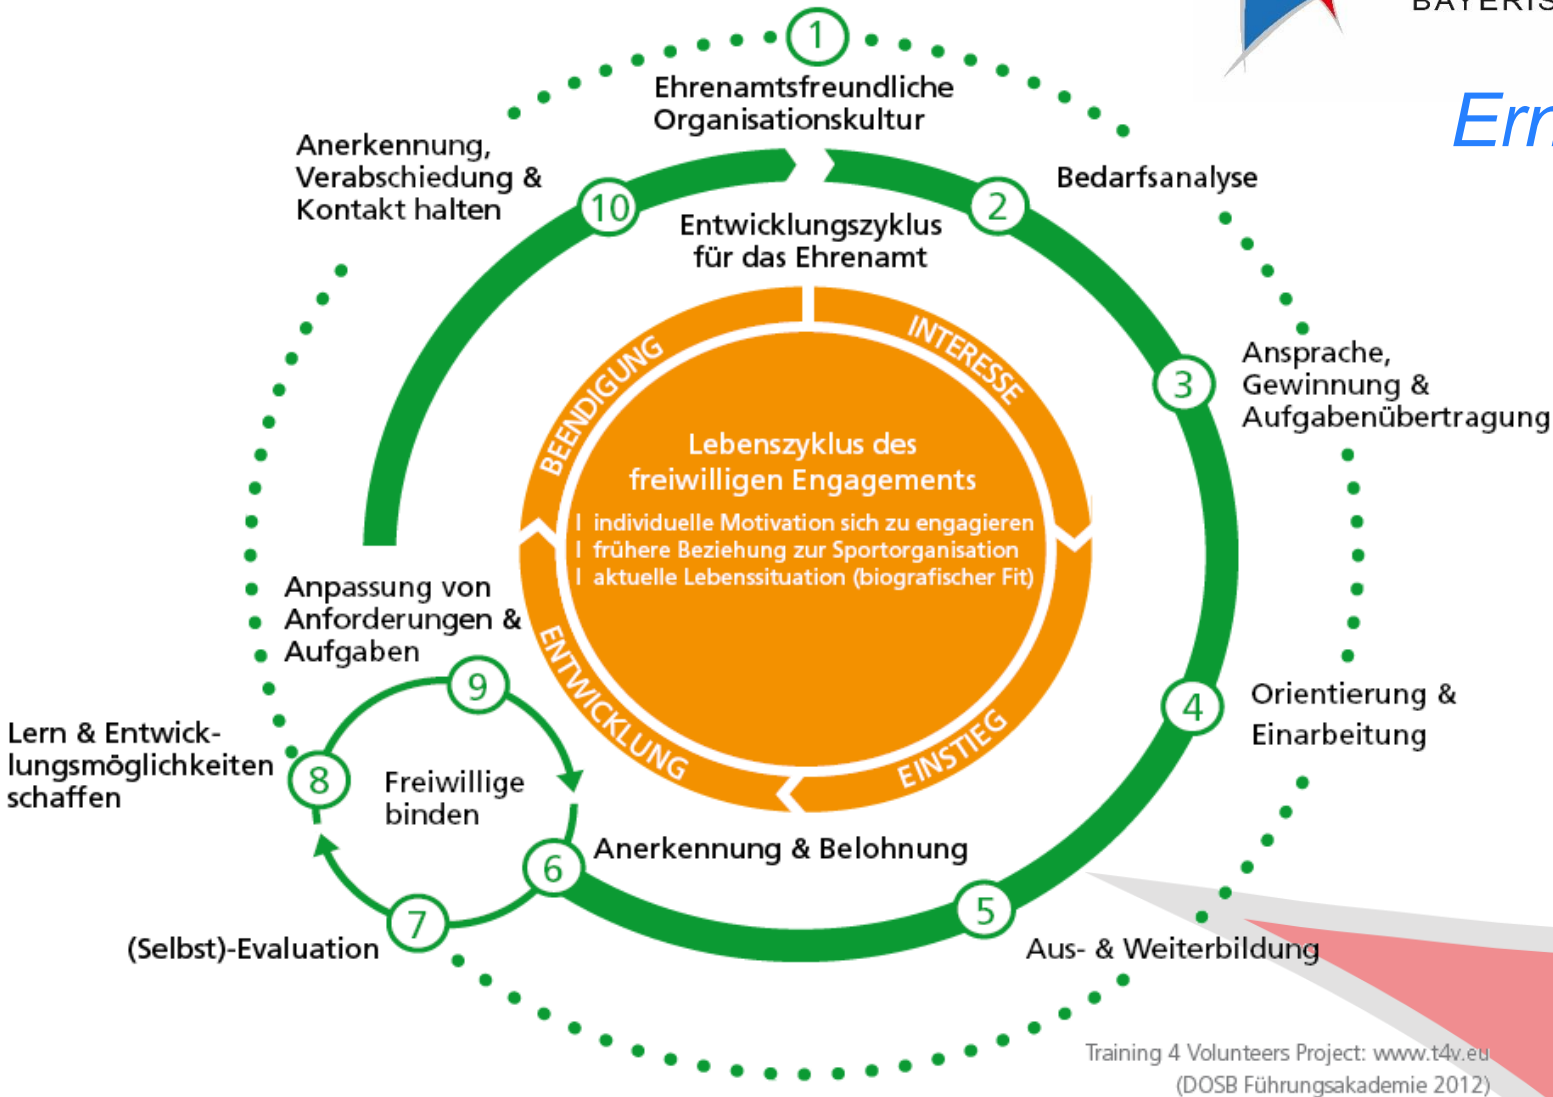 1
Ehrenamtsfreundliche
Organisationskultur
Anerkennung,
Verabschiedung &
Kontakt halten
10
2
Bedarfsanalyse
Entwicklungszyklus
für das Ehrenamt
INTERESSE
BEENDIGUNG
3
Ansprache,
Gewinnung &
Aufgabenübertragung
Lebenszyklus des
freiwilligen Engagements
I individuelle Motivation sich zu engagieren
I frühere Beziehung zur Sportorganisation
I aktuelle Lebenssituation (biografischer Fit)
Anpassung von
Anforderungen &
Aufgaben
9
ENTWICKLUNG
EINSTIEG
4
Orientierung &
Einarbeitung
Lern & Entwick-
lungsmöglichkeiten
schaffen
8
Freiwillige
binden
6
Anerkennung & Belohnung
7
(Selbst)-Evaluation
5
Aus- & Weiterbildung
Training 4 Volunteers Project: www.t4v.eu
(DOSB Führungsakademie 2012)